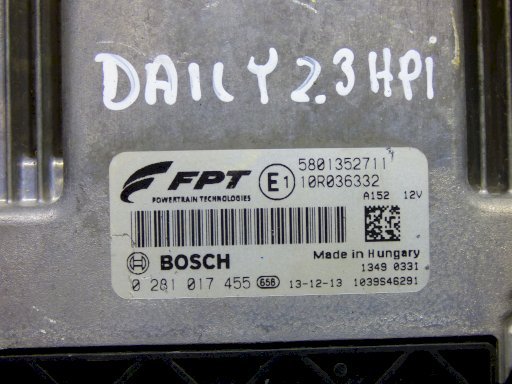 DAILY 2.3 HPi
FPT
POWERTRAIN TECHNOLOGIES
E1
5801352711
10R036332
A152 12V
BOSCH
Made in Hungary
1349 0331
0 281 017 455 656 13-12-13 1039S46291